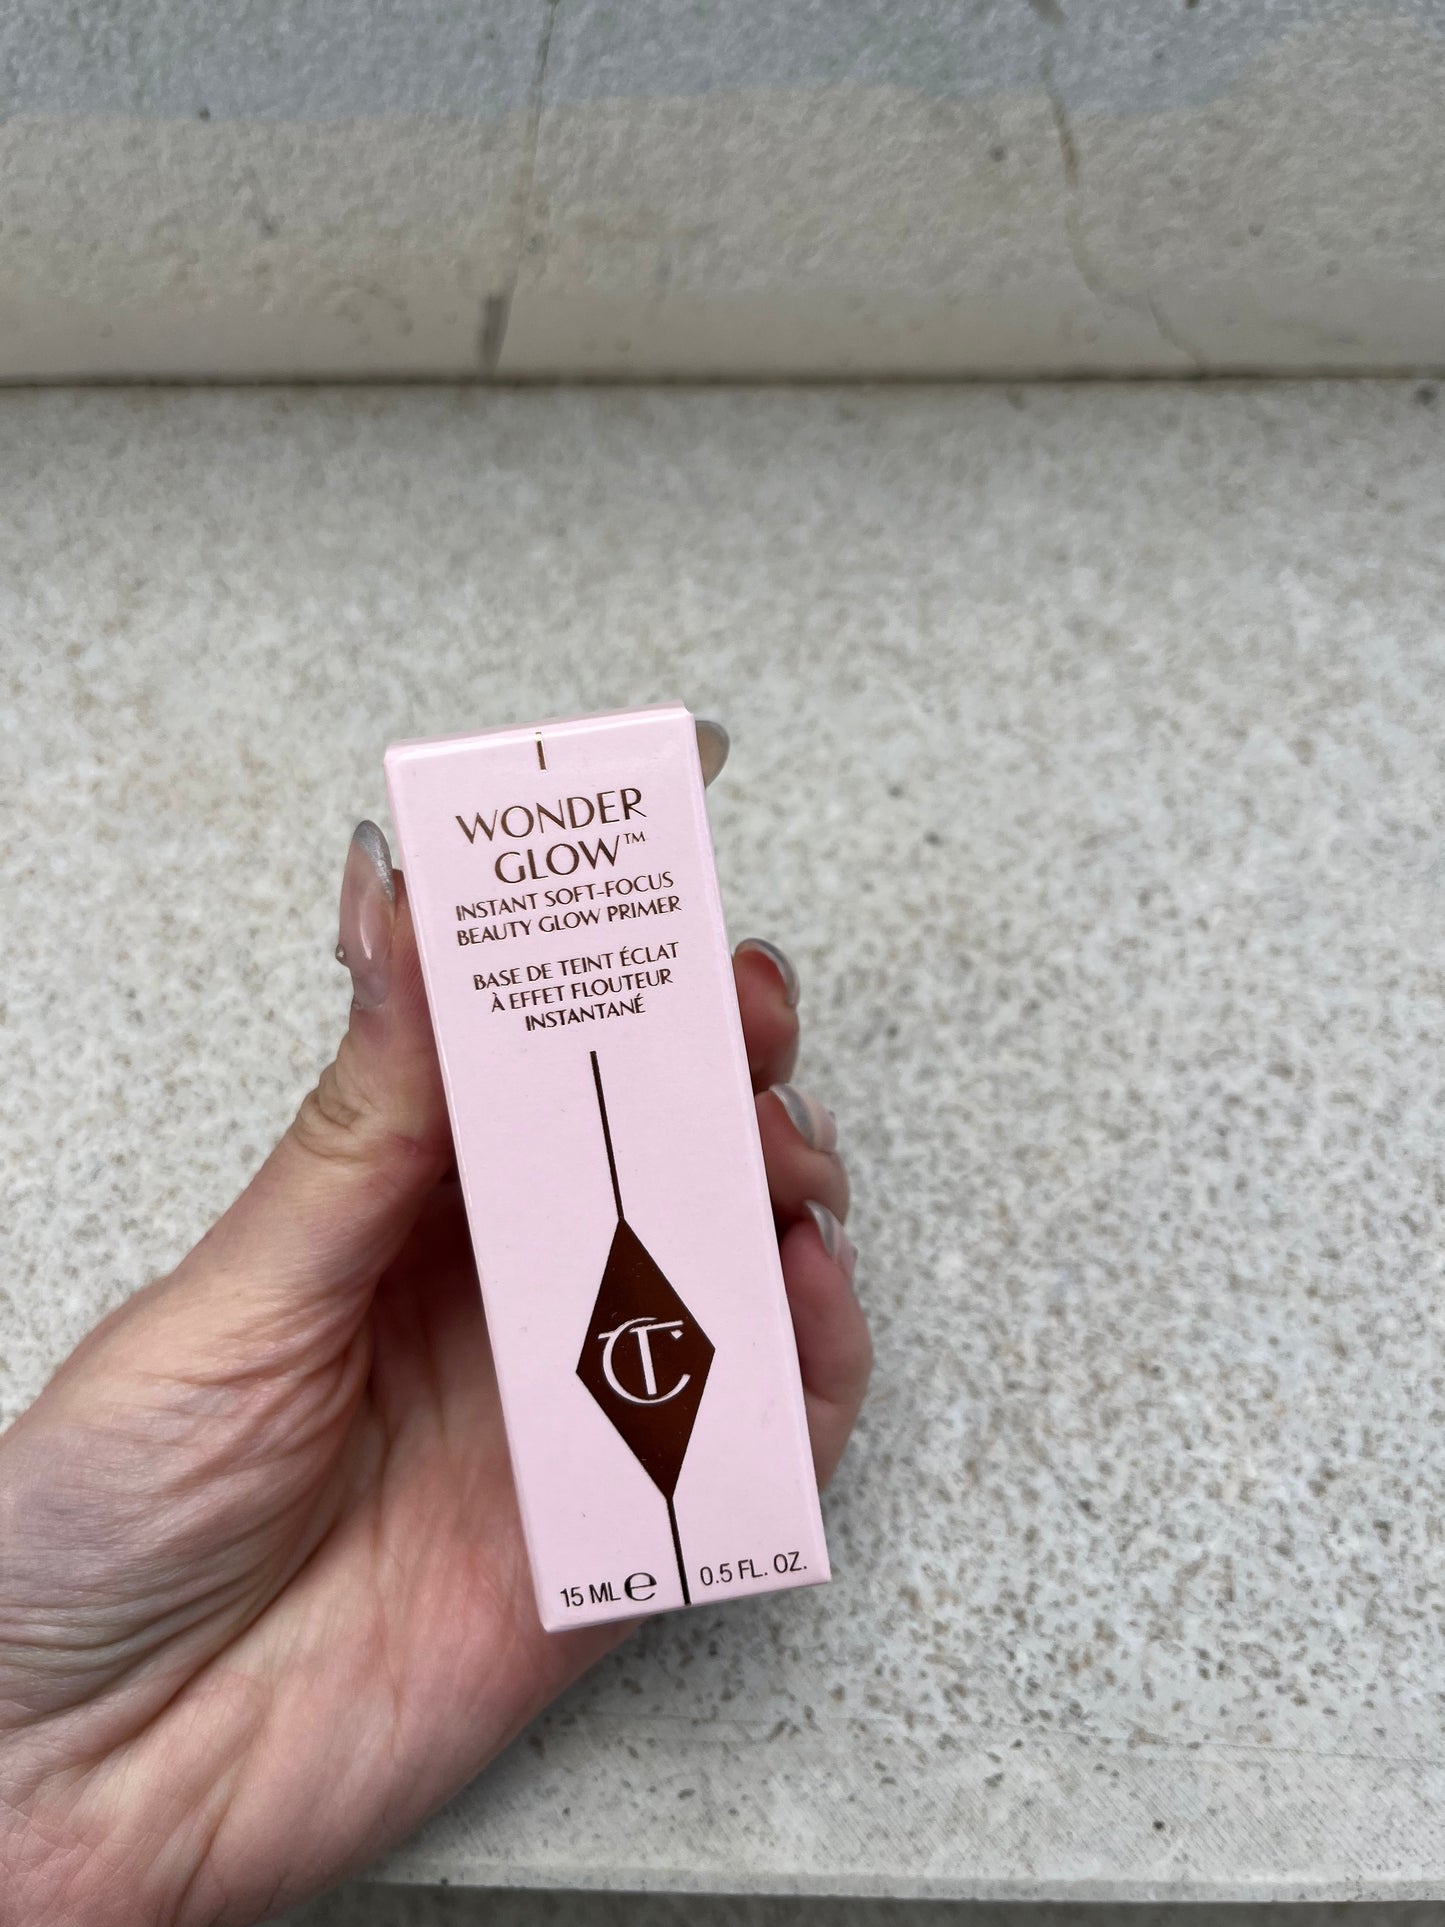 WONDER
GLOW™
INSTANT SOFT-FOCUS
BEAUTY GLOW PRIMER
BASE DE TEINT ÉCLAT
À EFFET FLOUTEUR
INSTANTANÉ
CT
15 ML ℮ 0.5 FL. OZ.